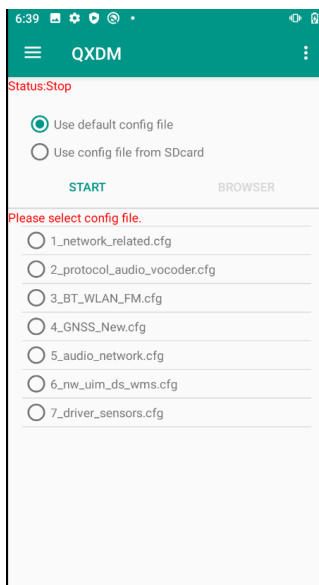 6:39
QXDM
Status:Stop
Use default config file
Use config file from SDcard
START BROWSER
Please select config file.
1_network_related.cfg
2_protocol_audio_vocoder.cfg
3_BT_WLAN_FM.cfg
4_GNSS_New.cfg
5_audio_network.cfg
6_nw_uim_ds_wms.cfg
7_driver_sensors.cfg